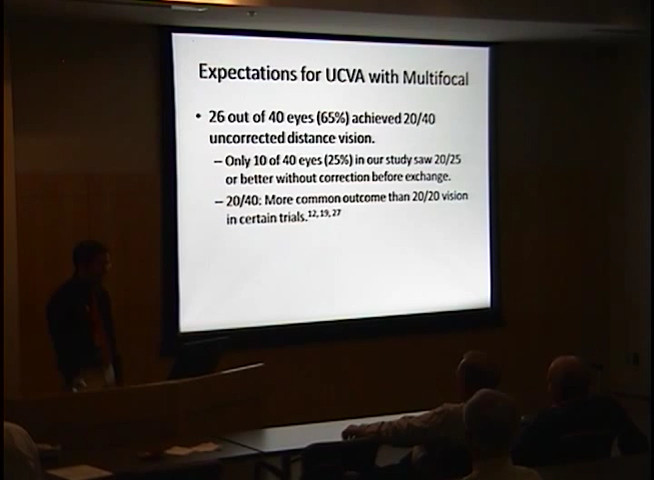 Expectations for UCVA with Multifocal
• 26 out of 40 eyes (65%) achieved 20/40
uncorrected distance vision.
– Only 10 of 40 eyes (25%) in our study saw 20/25
or better without correction before exchange.
– 20/40: More common outcome than 20/20 vision
in certain trials.12, 19, 27